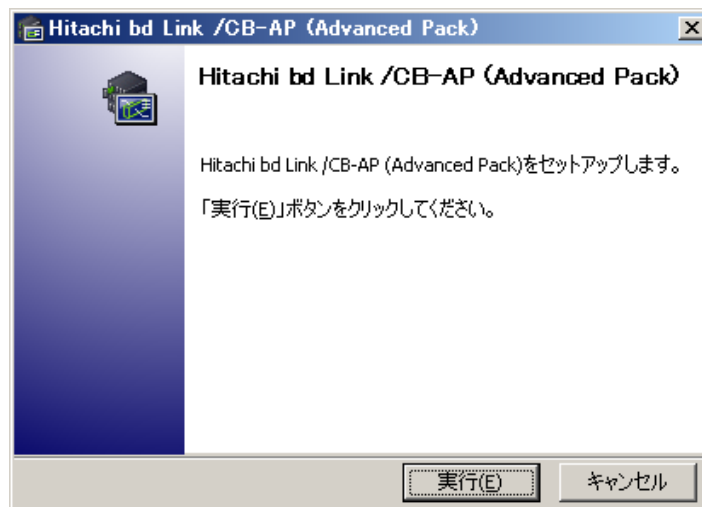 Hitachi bd Link /CB-AP (Advanced Pack)
Hitachi bd Link /CB-AP (Advanced Pack)
Hitachi bd Link /CB-AP (Advanced Pack)をセットアップします。
「実行(E)」ボタンをクリックしてください。
実行(E)
キャンセル